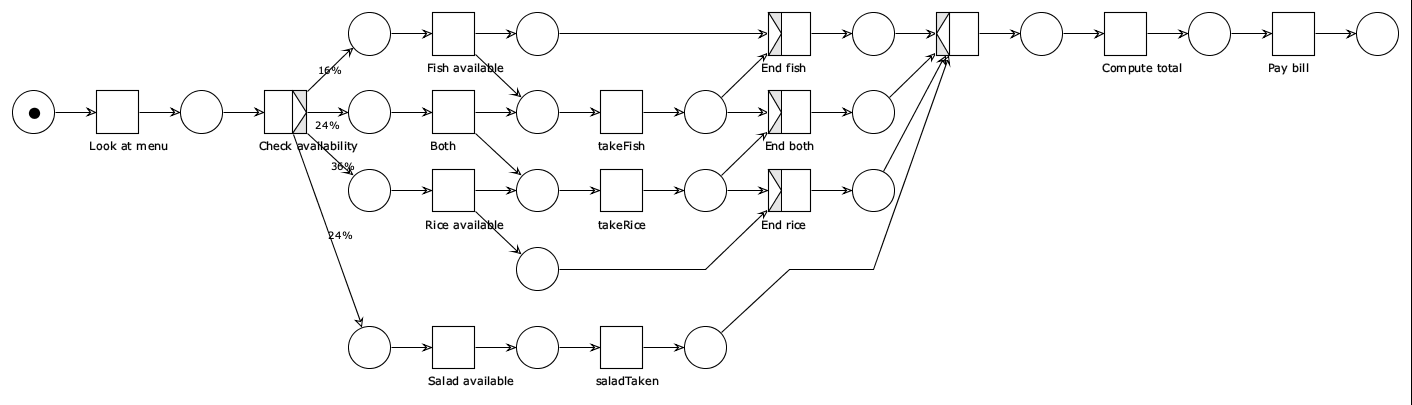 16%
Fish available
End fish
Compute total
Pay bill
24%
Look at menu
Check availability
Both
takeFish
End both
36%
Rice available
takeRice
End rice
24%
Salad available
saladTaken